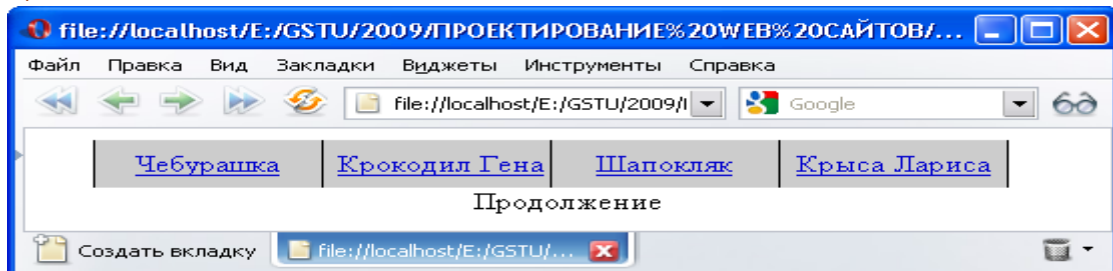 file://localhost/E:/GSTU/2009/ПРОЕКТИРОВАНИЕ%20WEB%20САЙТОВ/...
Файл Правка Вид Закладки Виджеты Инструменты Справка
file://localhost/E:/GSTU/2009/ Google
Чебурашка Крокодил Гена Шапокляк Крыса Лариса
Продолжение
Создать вкладку file://localhost/E:/GSTU/...